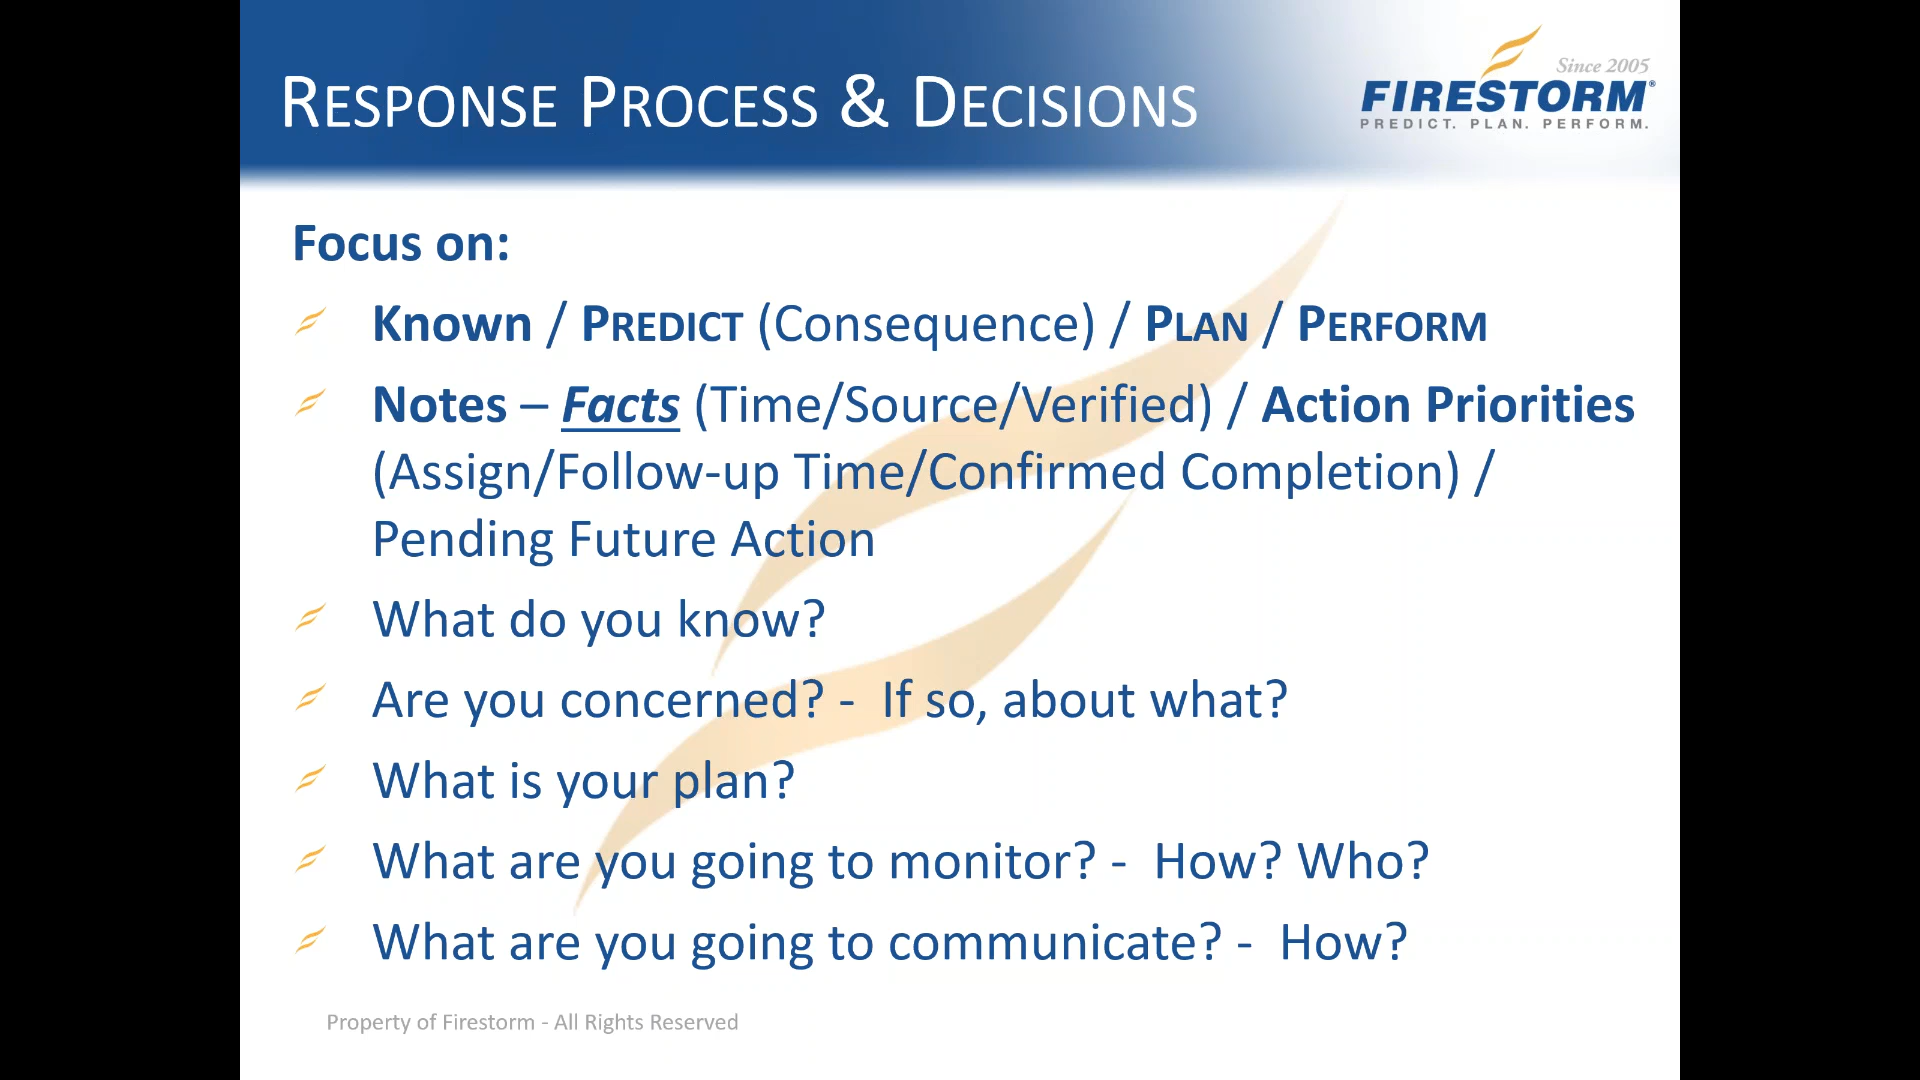 RESPONSE PROCESS & DECISIONS
Since 2005
FIRESTORM®
PREDICT. PLAN. PERFORM.
Focus on:
Known / PREDICT (Consequence) / PLAN / PERFORM
Notes – Facts (Time/Source/Verified) / Action Priorities
(Assign/Follow-up Time/Confirmed Completion) /
Pending Future Action
What do you know?
Are you concerned? - If so, about what?
What is your plan?
What are you going to monitor? - How? Who?
What are you going to communicate? - How?
Property of Firestorm - All Rights Reserved